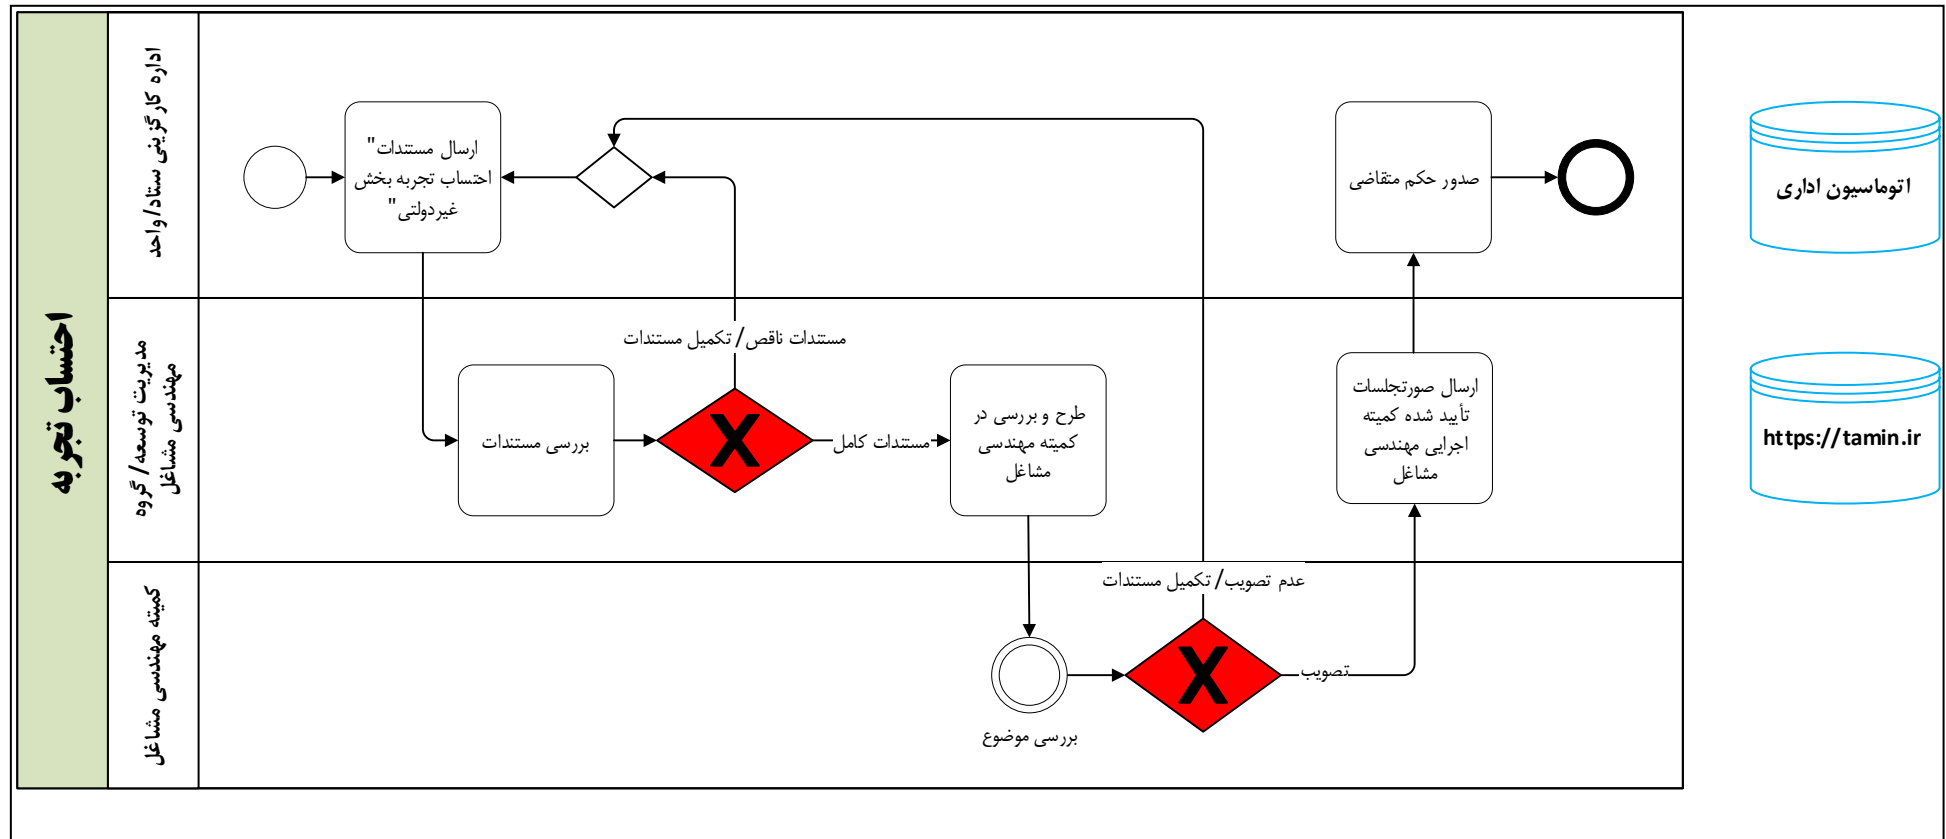 احتساب تجربه
اداره کارگزینی ستاد/ واحد
ارسال مستندات"
احتساب تجربه بخش
غیردولتی"
صدور حکم متقاضی
اتوماسیون اداری
مدیریت توسعه/ گروه
مهندسی مشاغل
مستندات ناقص/ تکمیل مستندات
بررسی مستندات
X
مستندات کامل
طرح و بررسی در
کمیته مهندسی
مشاغل
ارسال صورتجلسات
تأیید شده کمیته
اجرایی مهندسی
مشاغل
https://tamin.ir
کمیته مهندسی مشاغل
عدم تصویب/ تکمیل مستندات
X
تصویب
بررسی موضوع